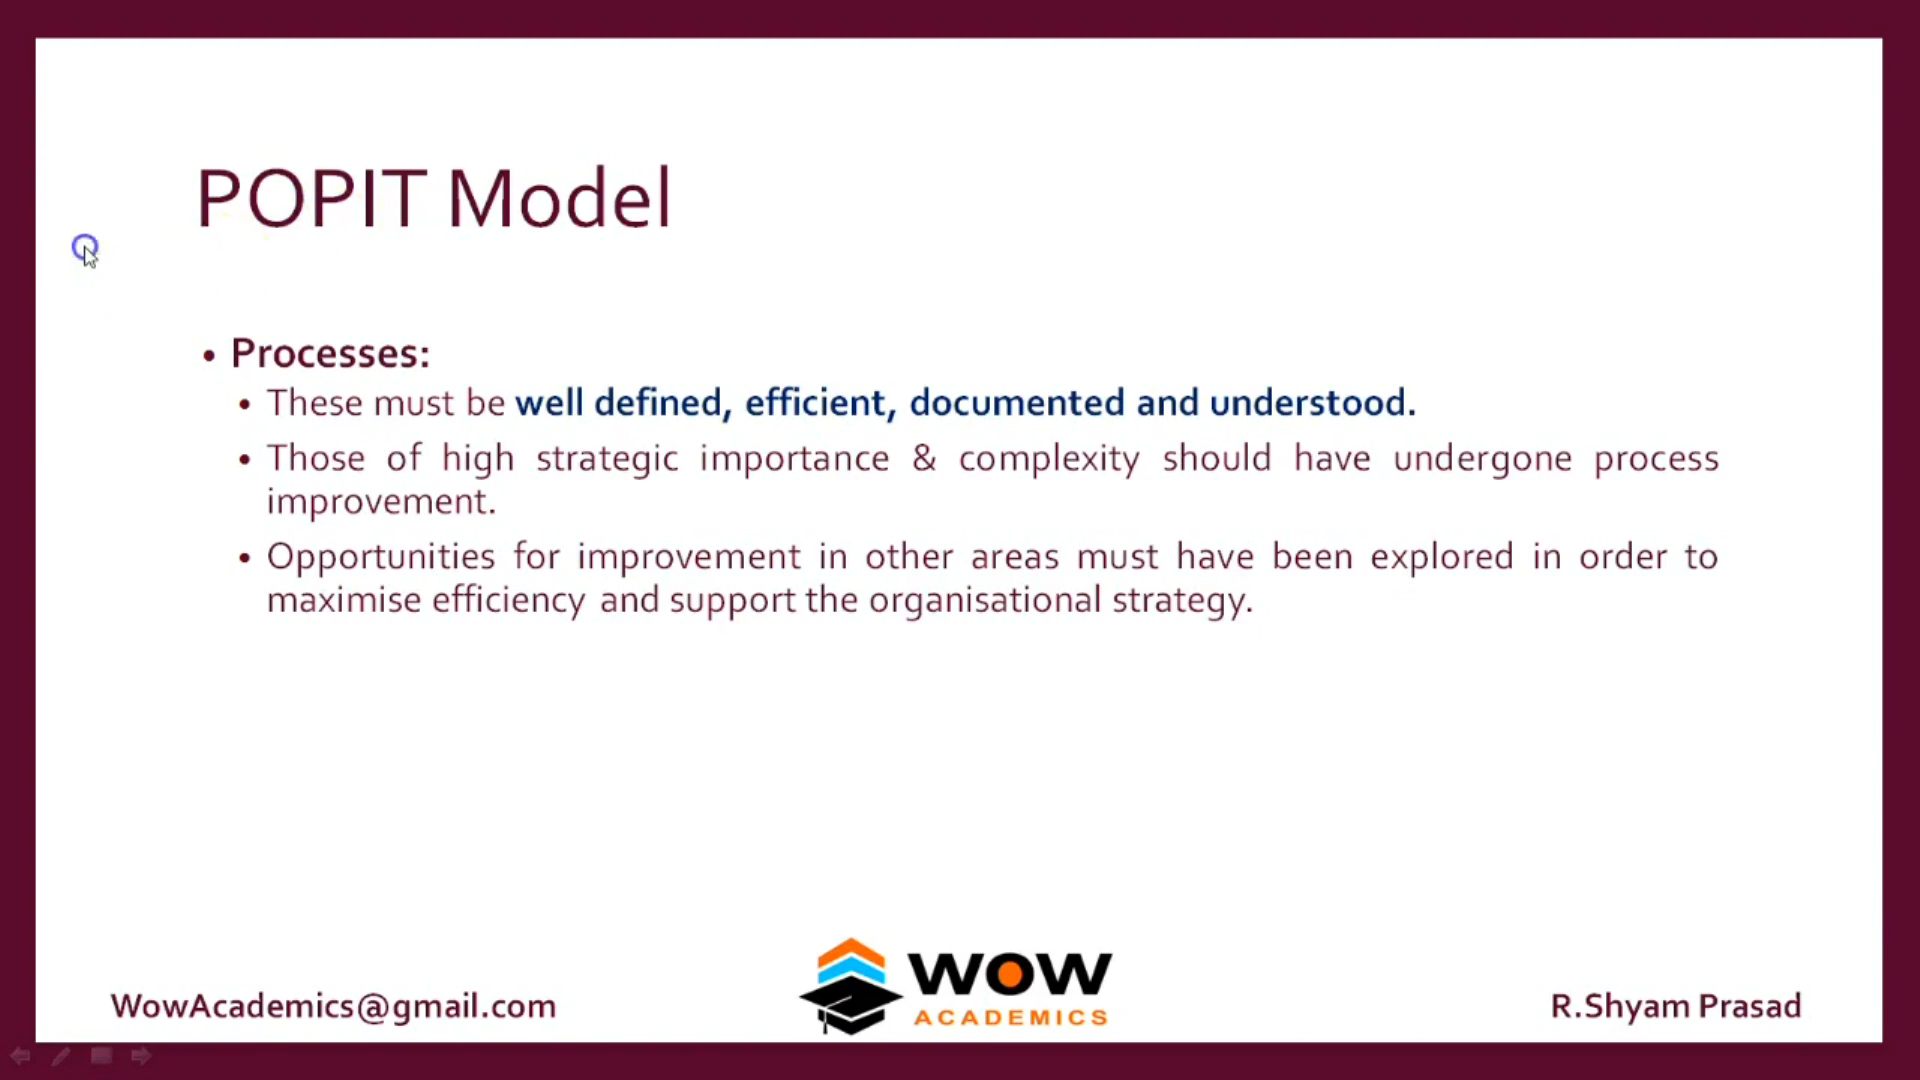 POPIT Model
• Processes:
• These must be well defined, efficient, documented and understood.
• Those of high strategic importance & complexity should have undergone process
improvement.
• Opportunities for improvement in other areas must have been explored in order to
maximise efficiency and support the organisational strategy.
WowAcademics@gmail.com
WOW
ACADEMICS
R.Shyam Prasad